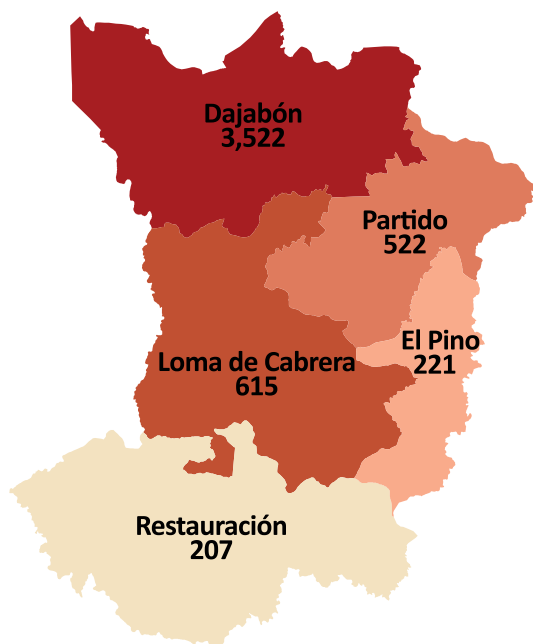 Dajabón
3,522
Partido
522
El Pino
221
Loma de Cabrera
615
Restauración
207